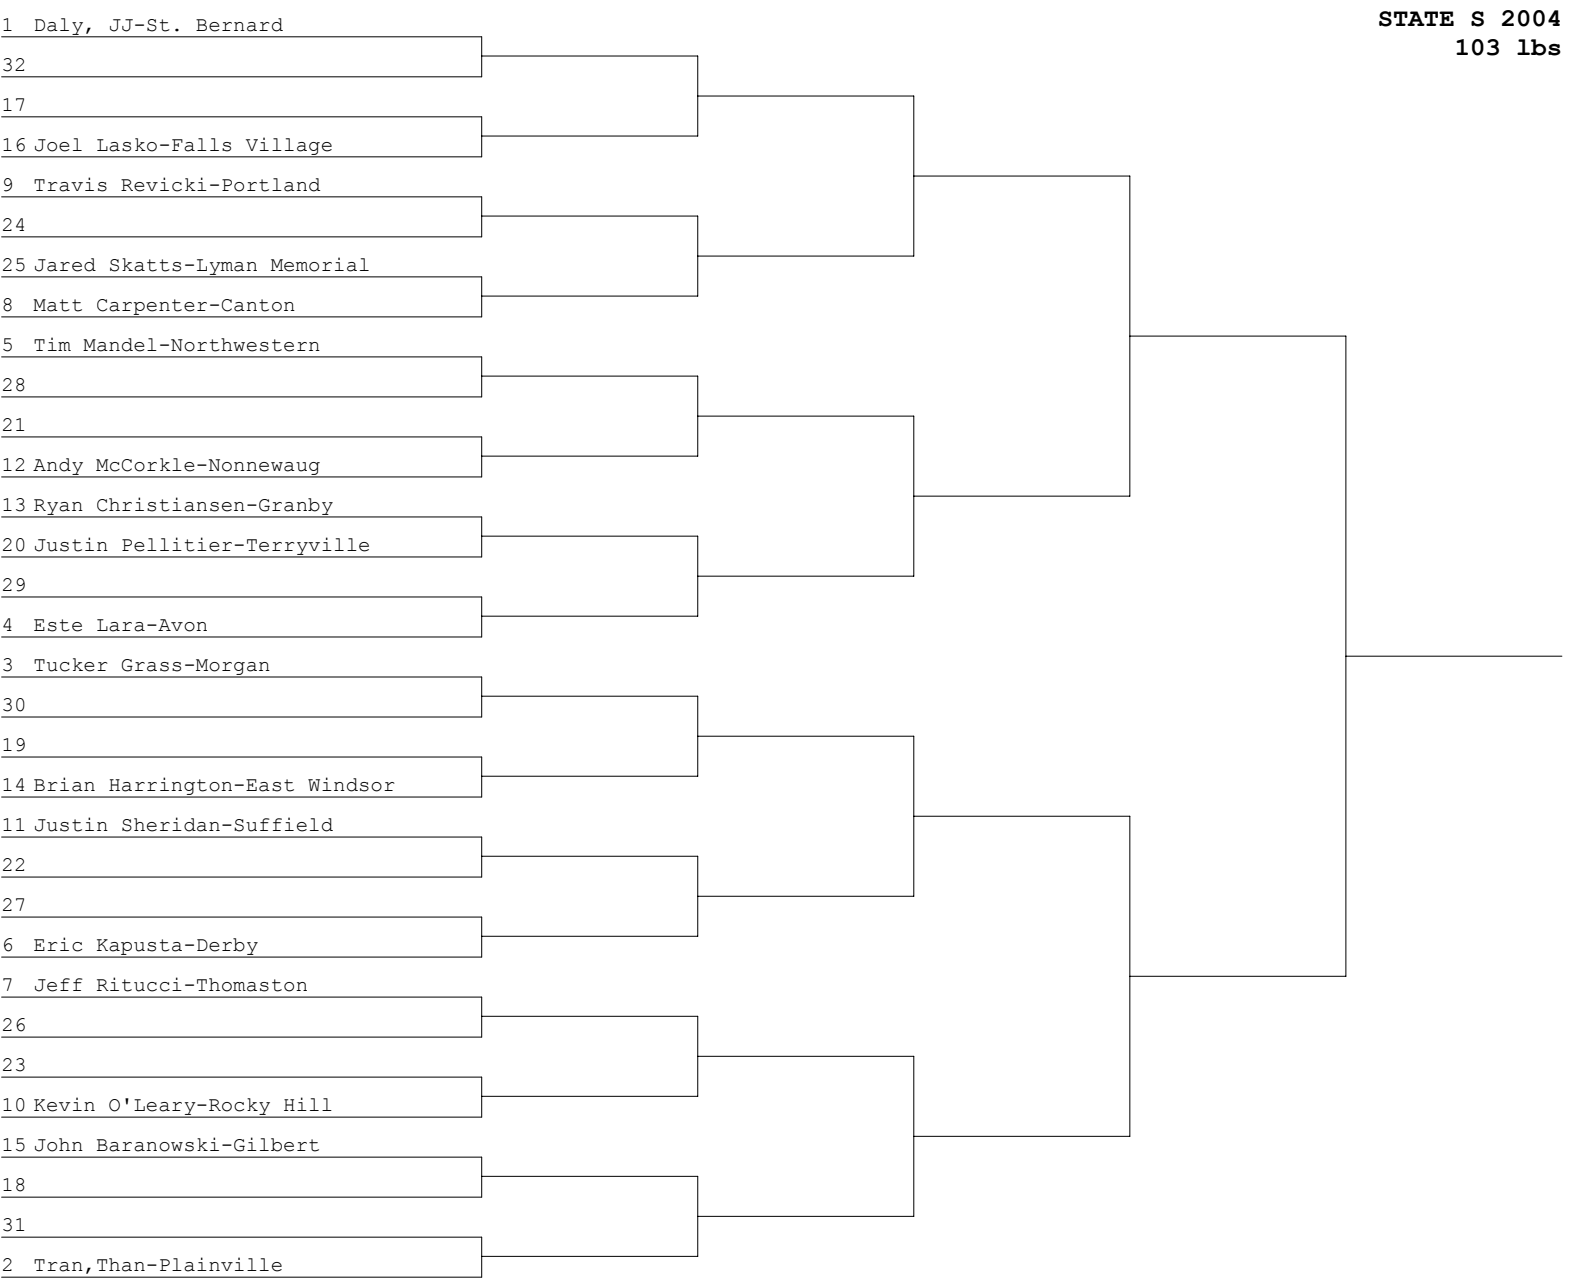 STATE S 2004
103 lbs
1 Daly, JJ-St. Bernard
32
17
16 Joel Lasko-Falls Village
9 Travis Revicki-Portland
24
25 Jared Skatts-Lyman Memorial
8 Matt Carpenter-Canton
5 Tim Mandel-Northwestern
28
21
12 Andy McCorkle-Nonnewaug
13 Ryan Christiansen-Granby
20 Justin Pellitier-Terryville
29
4 Este Lara-Avon
3 Tucker Grass-Morgan
30
19
14 Brian Harrington-East Windsor
11 Justin Sheridan-Suffield
22
27
6 Eric Kapusta-Derby
7 Jeff Ritucci-Thomaston
26
23
10 Kevin O'Leary-Rocky Hill
15 John Baranowski-Gilbert
18
31
2 Tran,Than-Plainville